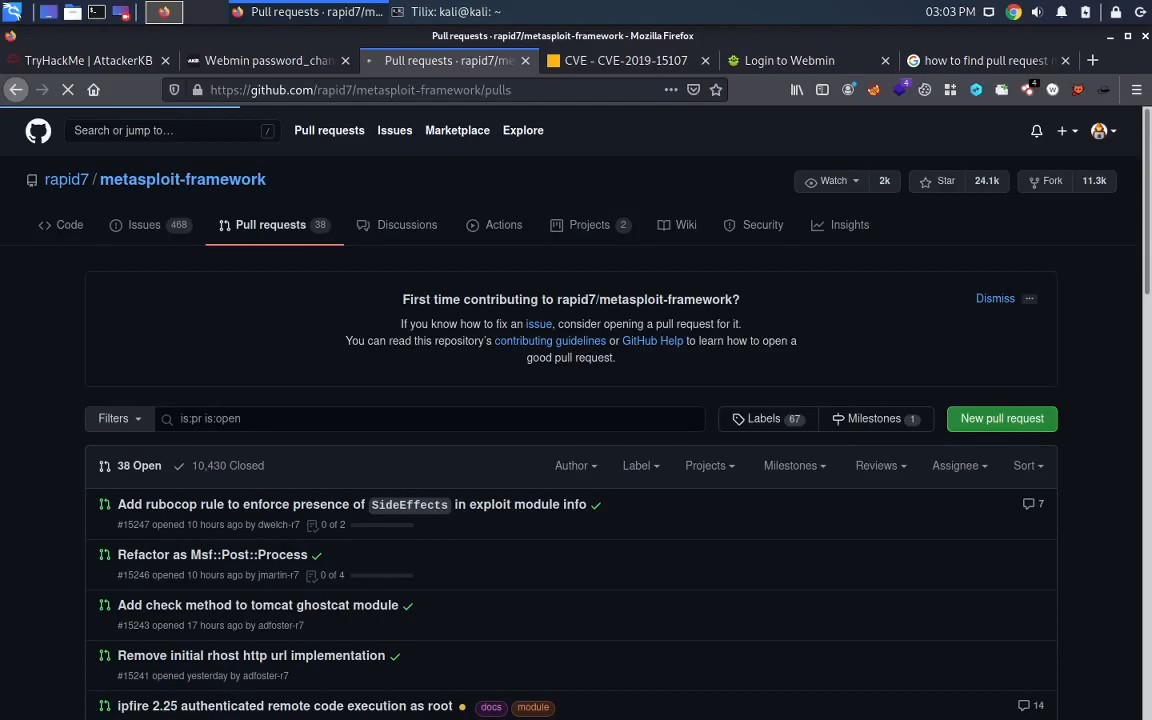 Pull requests · rapid7/m... Tilix: kali@kali: ~ 03:03 PM
Pull requests · rapid7/metasploit-framework - Mozilla Firefox
TryHackMe | AttackerKB Webmin password_chan Pull requests · rapid7/me CVE - CVE-2019-15107 Login to Webmin how to find pull request
https://github.com/rapid7/metasploit-framework/pulls 4 4
Search or jump to... / Pull requests Issues Marketplace Explore
rapid7 / metasploit-framework Watch 2k Star 24.1k Fork 11.3k
Code Issues 468 Pull requests 38 Discussions Actions Projects 2 Wiki Security Insights
First time contributing to rapid7/metasploit-framework? Dismiss
If you know how to fix an issue, consider opening a pull request for it.
You can read this repository's contributing guidelines or GitHub Help to learn how to open a
good pull request.
Filters is:pr is:open Labels 67 Milestones 1 New pull request
38 Open 10,430 Closed Author Label Projects Milestones Reviews Assignee Sort
Add rubocop rule to enforce presence of SideEffects in exploit module info 7
#15247 opened 10 hours ago by dwelch-r7 0 of 2
Refactor as Msf::Post::Process
#15246 opened 10 hours ago by jmartin-r7 0 of 4
Add check method to tomcat ghostcat module
#15243 opened 17 hours ago by adfoster-r7
Remove initial rhost http url implementation
#15241 opened yesterday by adfoster-r7
ipfire 2.25 authenticated remote code execution as root docs module 14